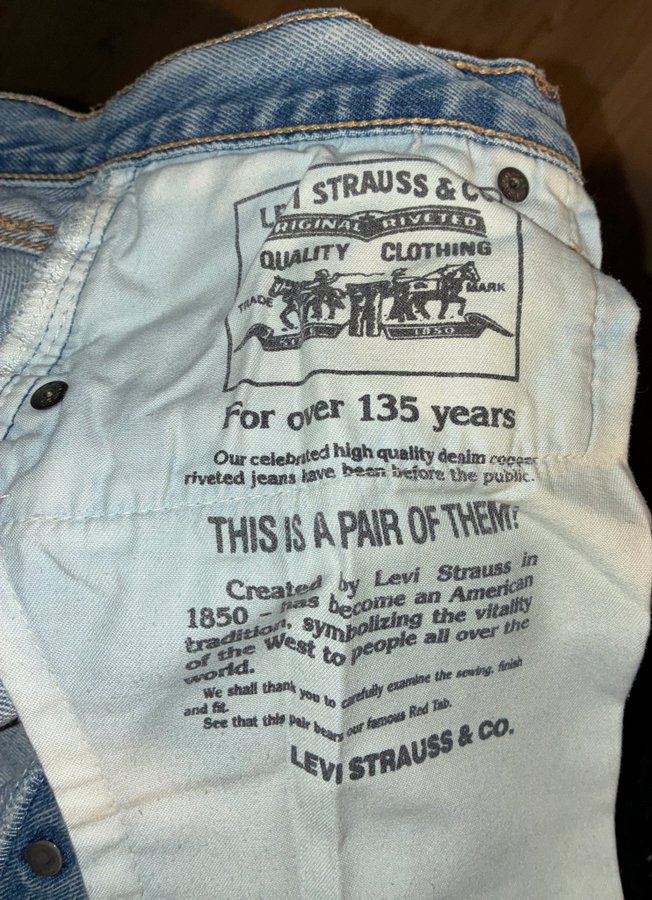 LEVI STRAUSS & CO
ORIGINAL RIVETED
QUALITY CLOTHING
TRADE MARK
EST. 1850
For over 135 years
Our celebrated high quality denim copper
riveted jeans have been before the public.
THIS IS A PAIR OF THEM!
Created by Levi Strauss in
1850 - has become an American
tradition, symbolizing the vitality
of the West to people all over the
world.
We shall thank you to carefully examine the sewing, finish
and fit.
See that this pair bears our famous Red Tab.
LEVI STRAUSS & CO.